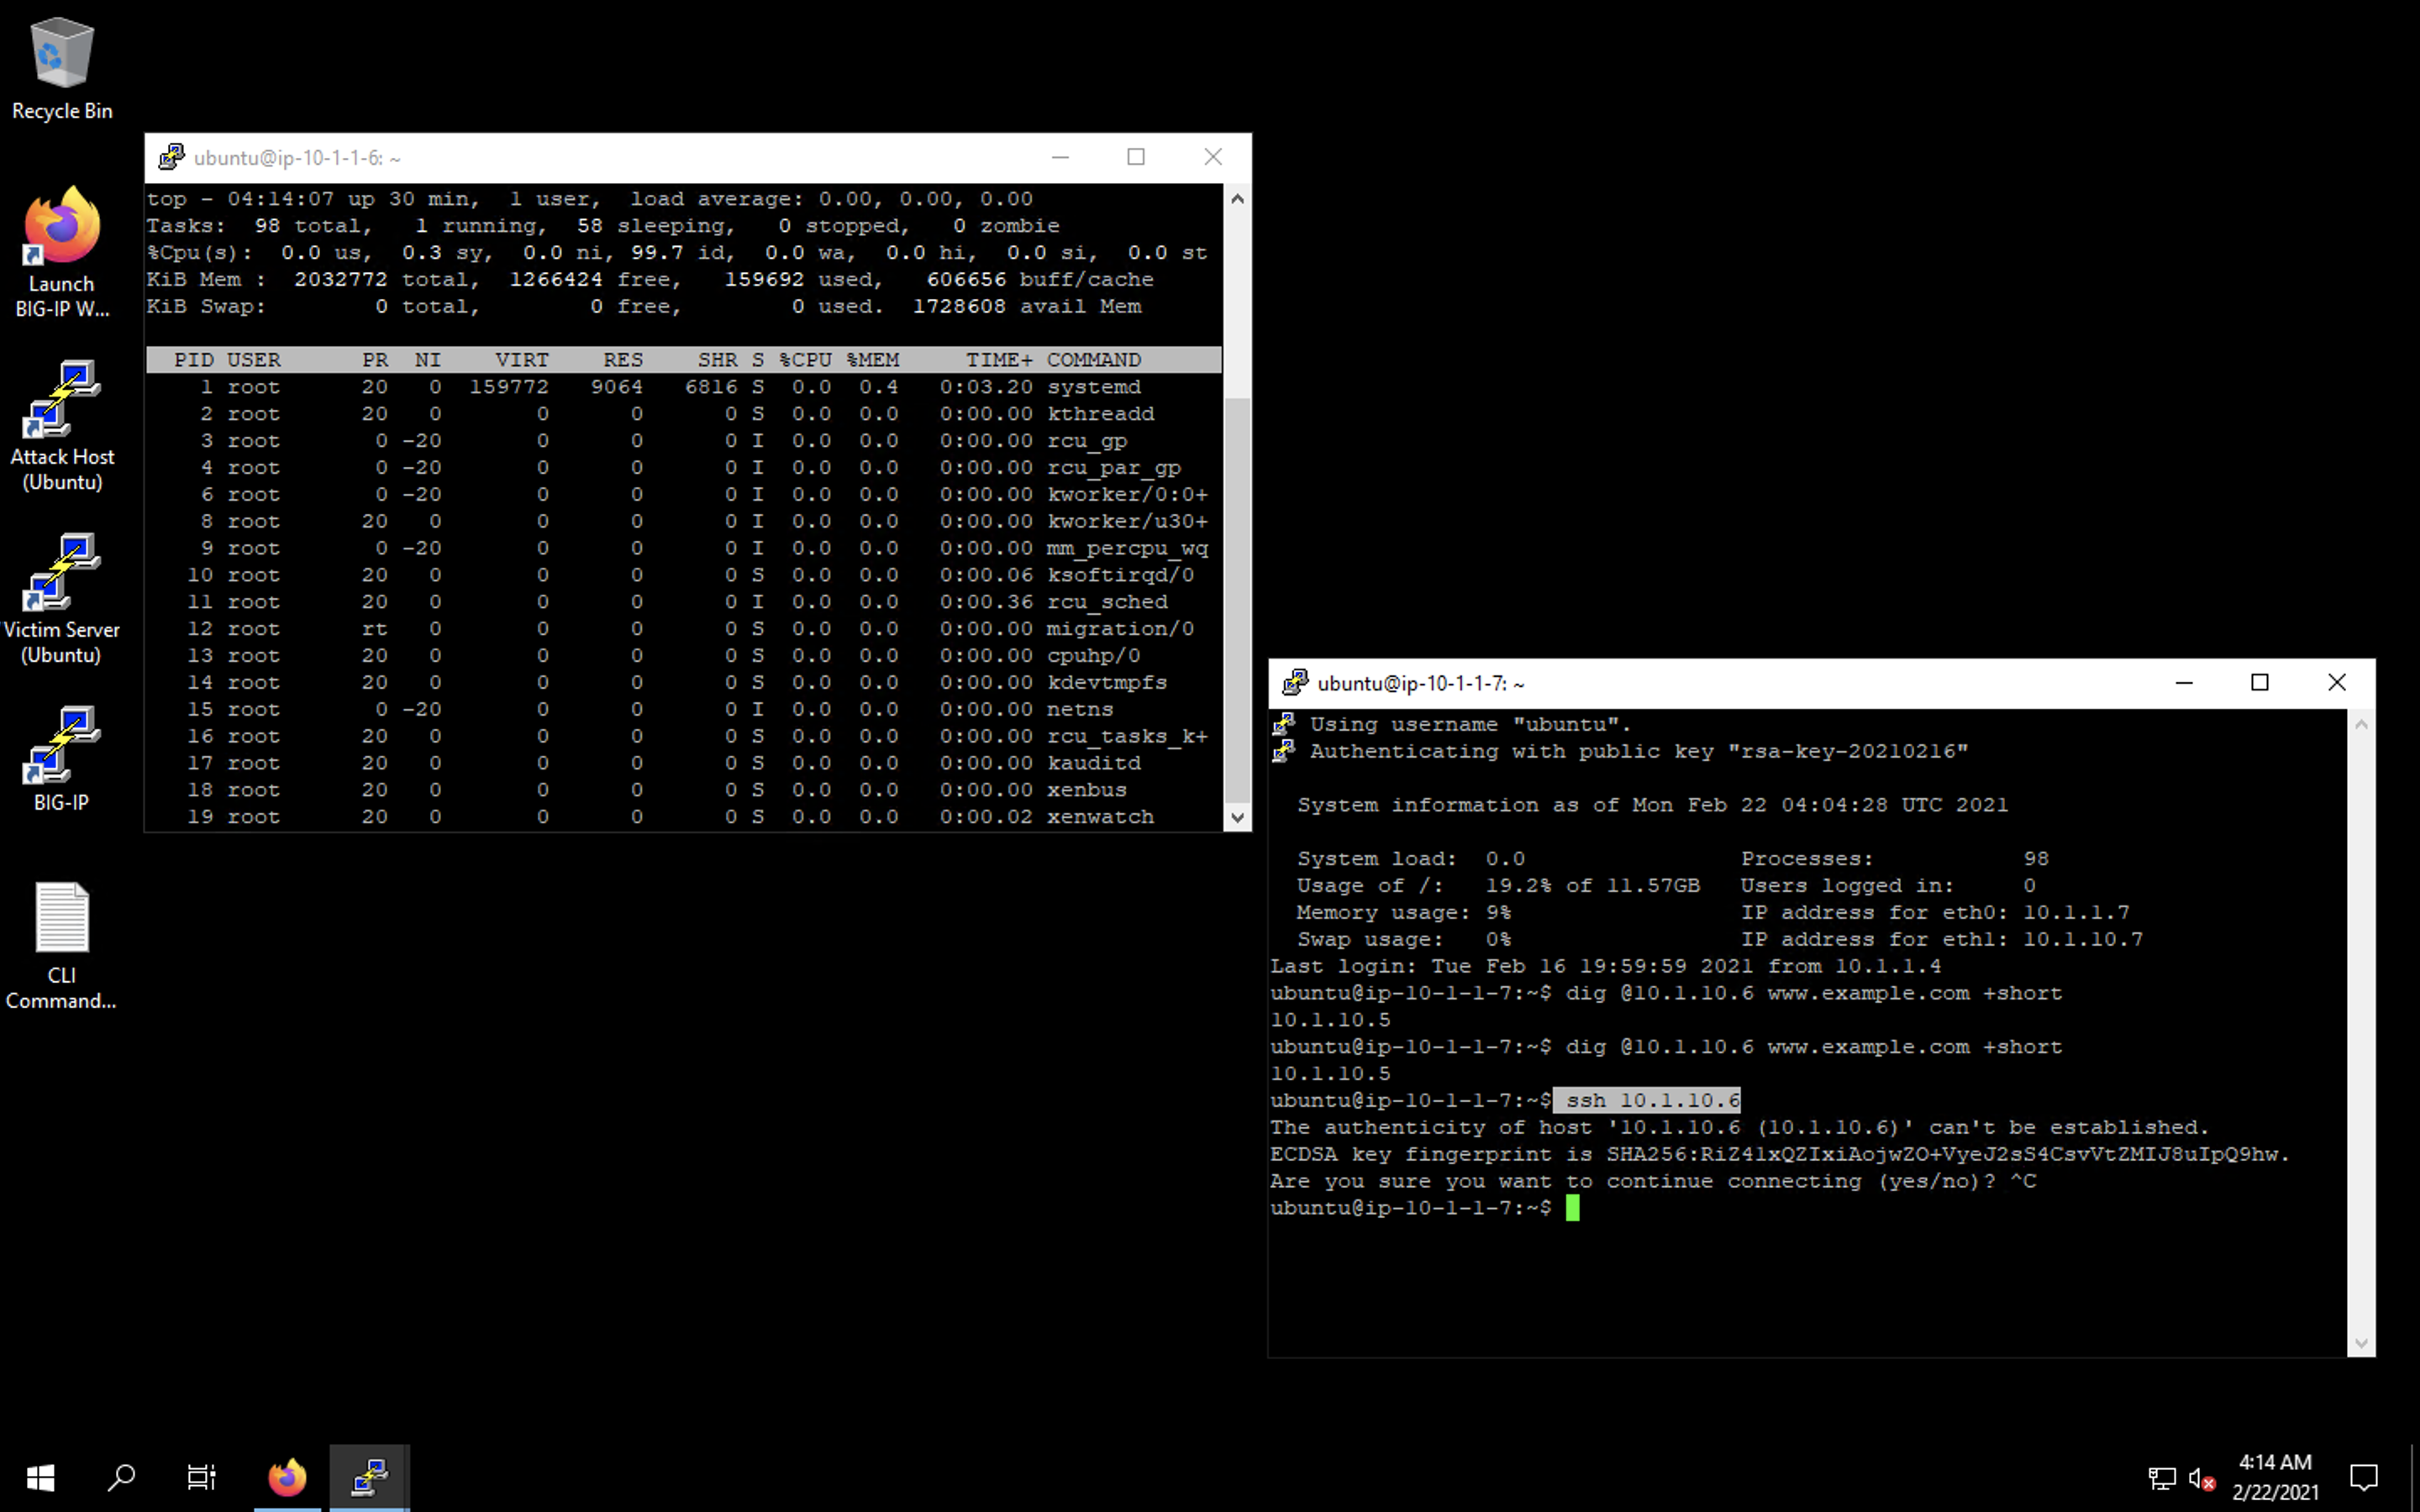 Recycle Bin
Launch
BIG-IP W...
Attack Host
(Ubuntu)
Victim Server
(Ubuntu)
BIG-IP
CLI
Command...
ubuntu@ip-10-1-1-6: ~
top - 04:14:07 up 30 min,  1 user,  load average: 0.00, 0.00, 0.00
Tasks:  98 total,   1 running,  58 sleeping,   0 stopped,   0 zombie
%Cpu(s):  0.0 us,  0.3 sy,  0.0 ni, 99.7 id,  0.0 wa,  0.0 hi,  0.0 si,  0.0 st
KiB Mem :  2032772 total,  1266424 free,   159692 used,   606656 buff/cache
KiB Swap:        0 total,        0 free,        0 used.  1728608 avail Mem
PID USER      PR  NI    VIRT    RES    SHR S %CPU %MEM     TIME+ COMMAND
1 root      20   0  159772   9064   6816 S  0.0  0.4   0:03.20 systemd
2 root      20   0       0      0      0 S  0.0  0.0   0:00.00 kthreadd
3 root       0 -20       0      0      0 I  0.0  0.0   0:00.00 rcu_gp
4 root       0 -20       0      0      0 I  0.0  0.0   0:00.00 rcu_par_gp
6 root       0 -20       0      0      0 I  0.0  0.0   0:00.00 kworker/0:0+
8 root      20   0       0      0      0 I  0.0  0.0   0:00.00 kworker/u30+
9 root       0 -20       0      0      0 I  0.0  0.0   0:00.00 mm_percpu_wq
10 root      20   0       0      0      0 S  0.0  0.0   0:00.06 ksoftirqd/0
11 root      20   0       0      0      0 I  0.0  0.0   0:00.36 rcu_sched
12 root      rt   0       0      0      0 S  0.0  0.0   0:00.00 migration/0
13 root      20   0       0      0      0 S  0.0  0.0   0:00.00 cpuhp/0
14 root      20   0       0      0      0 S  0.0  0.0   0:00.00 kdevtmpfs
15 root       0 -20       0      0      0 I  0.0  0.0   0:00.00 netns
16 root      20   0       0      0      0 S  0.0  0.0   0:00.00 rcu_tasks_k+
17 root      20   0       0      0      0 S  0.0  0.0   0:00.00 kauditd
18 root      20   0       0      0      0 S  0.0  0.0   0:00.00 xenbus
19 root      20   0       0      0      0 S  0.0  0.0   0:00.02 xenwatch
ubuntu@ip-10-1-1-7: ~
Using username "ubuntu".
Authenticating with public key "rsa-key-20210216"
System information as of Mon Feb 22 04:04:28 UTC 2021
System load:  0.0                Processes:           98
Usage of /:   19.2% of 11.57GB   Users logged in:     0
Memory usage: 9%                 IP address for eth0: 10.1.1.7
Swap usage:   0%                 IP address for eth1: 10.1.10.7
Last login: Tue Feb 16 19:59:59 2021 from 10.1.1.4
ubuntu@ip-10-1-1-7:~$ dig @10.1.10.6 www.example.com +short
10.1.10.5
ubuntu@ip-10-1-1-7:~$ dig @10.1.10.6 www.example.com +short
10.1.10.5
ubuntu@ip-10-1-1-7:~$ ssh 10.1.10.6
The authenticity of host '10.1.10.6 (10.1.10.6)' can't be established.
ECDSA key fingerprint is SHA256:RiZ4lxQZIxiAojwZO+VyeJ2sS4CsvVtZMIJ8uIpQ9hw.
Are you sure you want to continue connecting (yes/no)? ^C
ubuntu@ip-10-1-1-7:~$
4:14 AM
2/22/2021